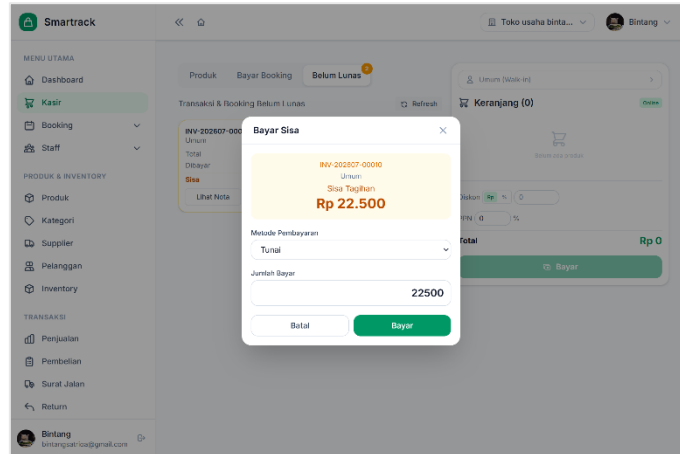 Smartrack
Toko usaha binta...
Bintang
MENU UTAMA
Dashboard
Kasir
Booking
Staff
PRODUK & INVENTORY
Produk
Kategori
Supplier
Pelanggan
Inventory
TRANSAKSI
Penjualan
Pembelian
Surat Jalan
Return
Bintang
bintangsatrioa@gmail.com
Produk
Bayar Booking
Belum Lunas
Transaksi & Booking Belum Lunas
Refresh
INV-202607-000
Umum
Total
Dibayar
Sisa
Lihat Nota
Bayar Sisa
INV-202607-00010
Umum
Sisa Tagihan
Rp 22.500
Metode Pembayaran
Tunai
Jumlah Bayar
22500
Batal
Bayar
Umum (Walk-in)
Keranjang (0)
Online
Diskon Rp % 0
PPN 0 %
Total Rp 0
Bayar